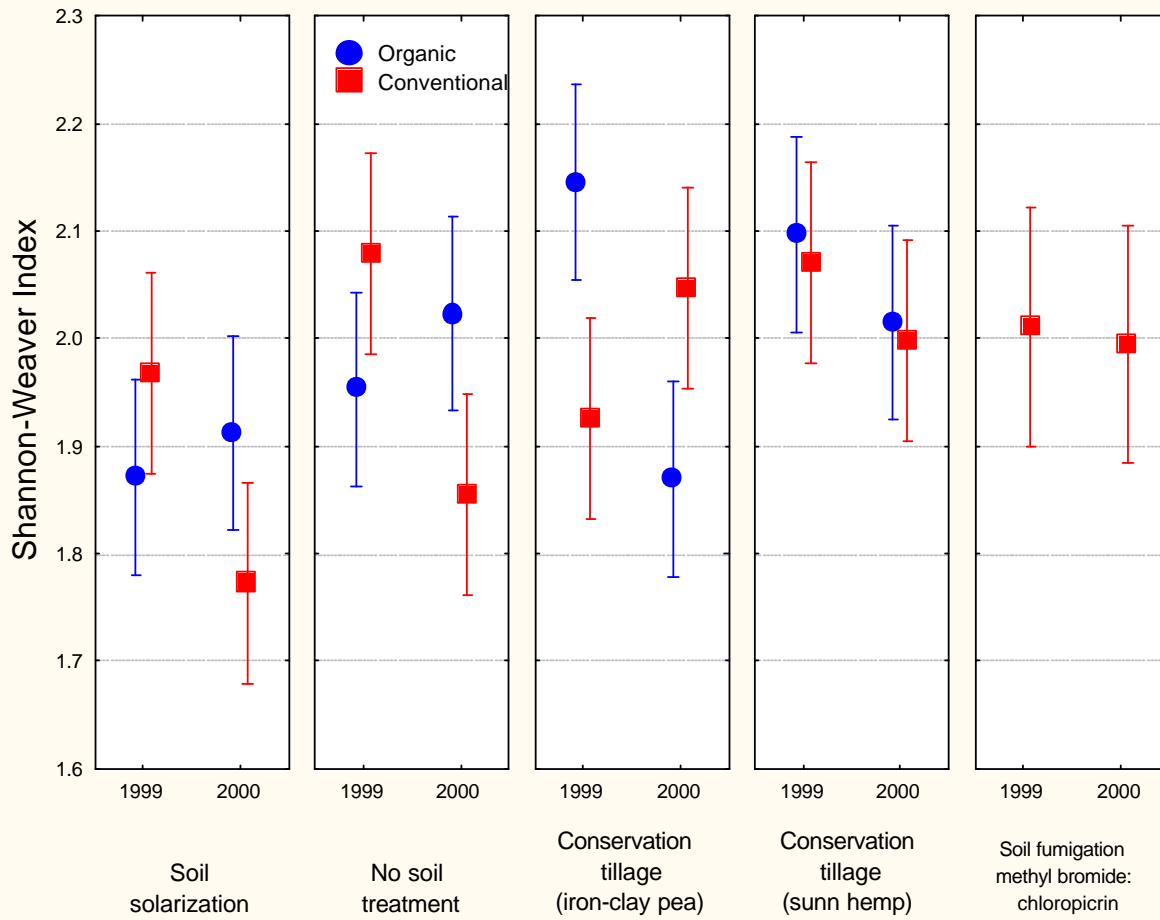 Shannon-Weaver Index
2.3
2.2
2.1
2.0
1.9
1.8
1.7
1.6
Organic
Conventional
1999 2000
1999 2000
1999 2000
1999 2000
1999 2000
Soil
solarization
No soil
treatment
Conservation
tillage
(iron-clay pea)
Conservation
tillage
(sunn hemp)
Soil fumigation
methyl bromide:
chloropicrin